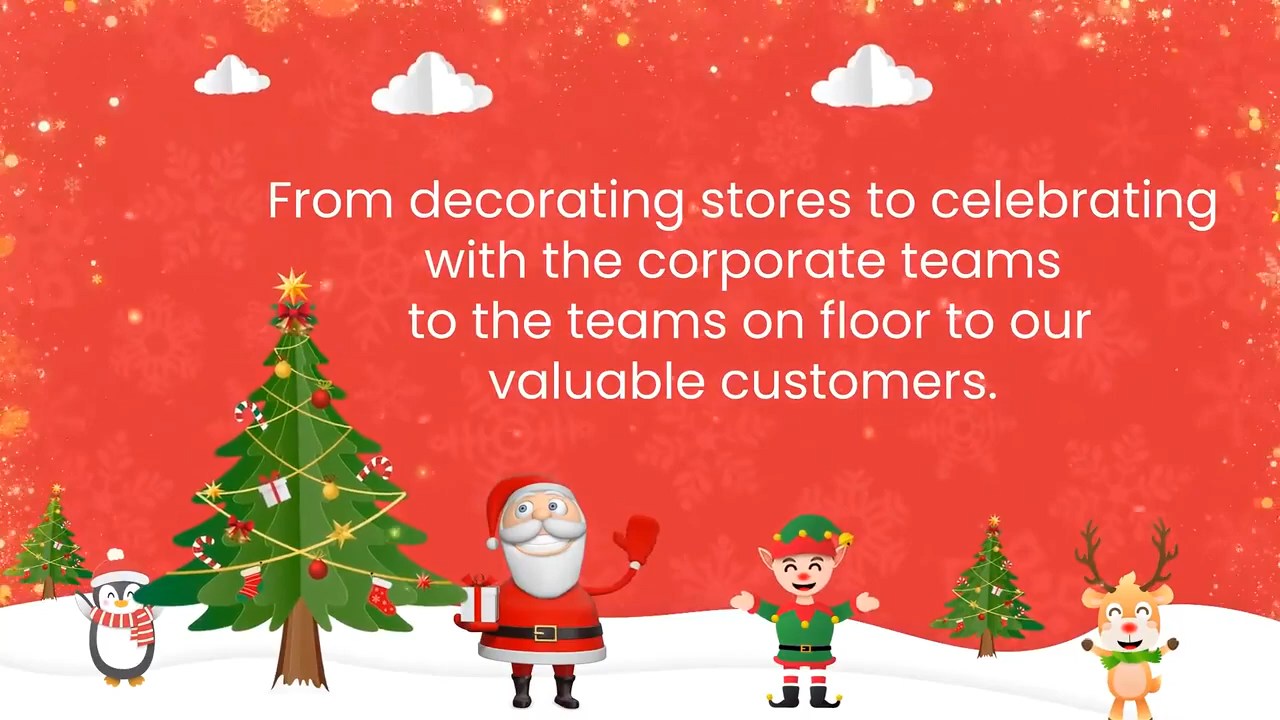 From decorating stores to celebrating
with the corporate teams
to the teams on floor to our
valuable customers.